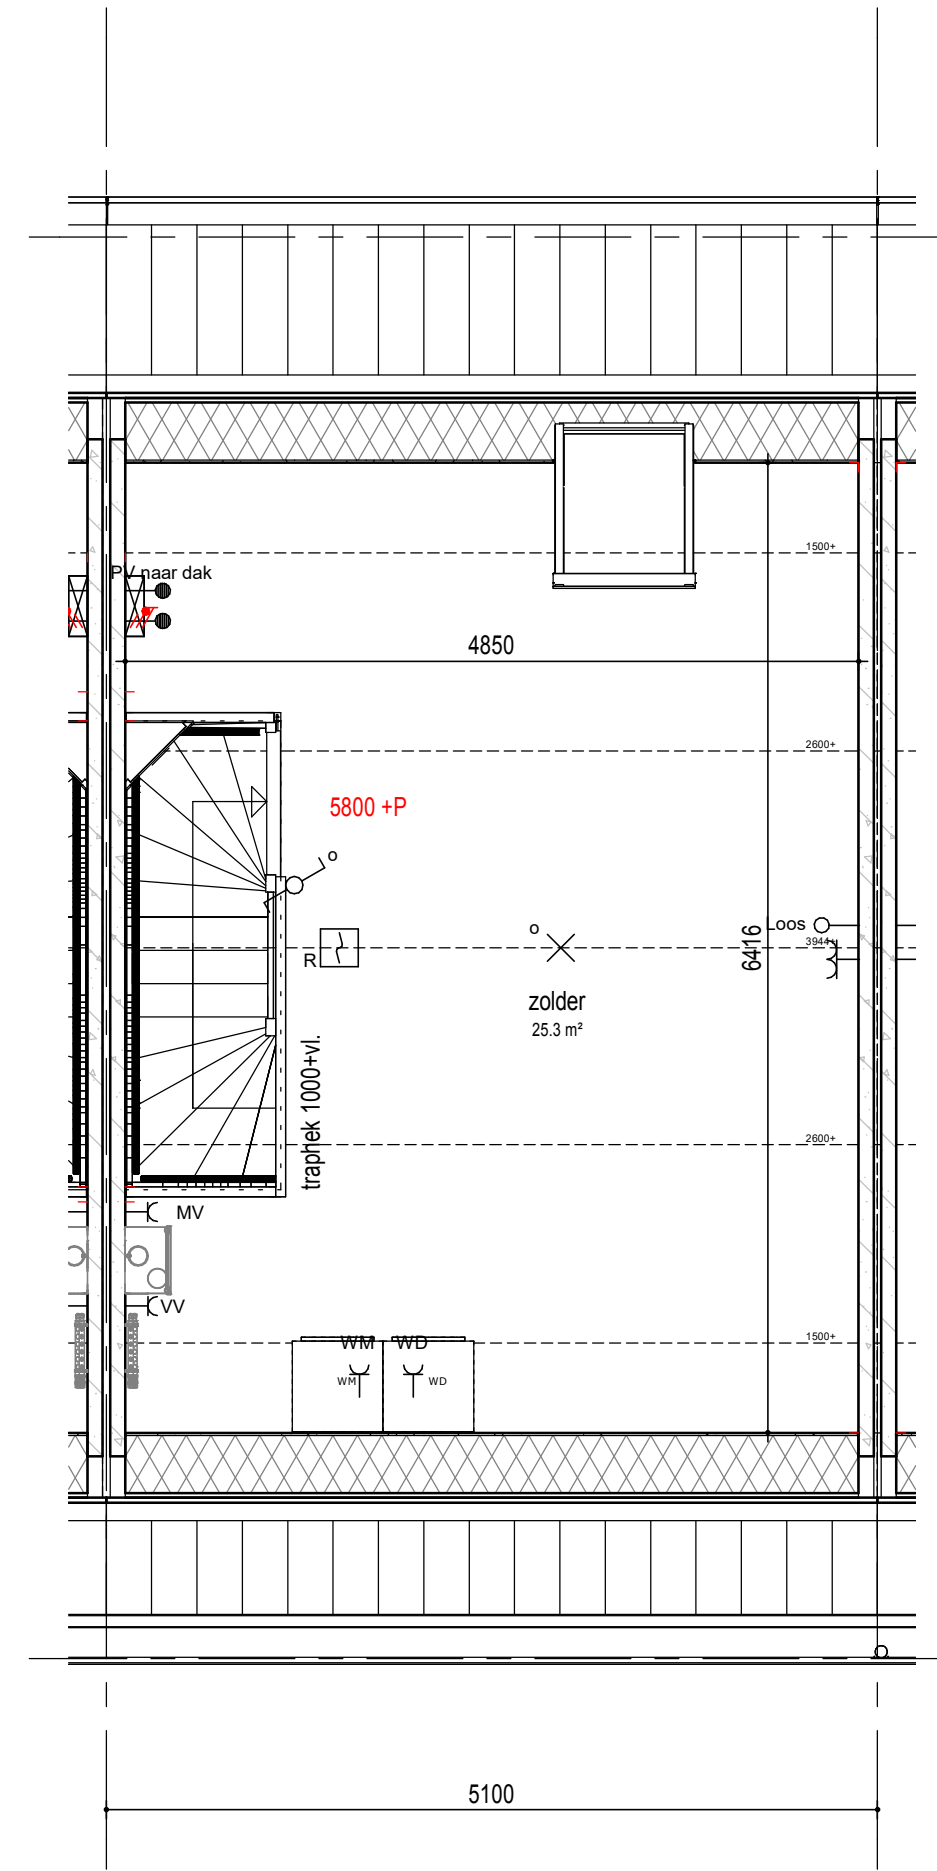 PV naar dak
1500+
4850
2600+
5800 +P
o
o
Loos
3944+
R
6416
zolder
25.3 m²
traphek 1000+vl.
2600+
MV
VV
1500+
WM WD
WM WD
5100